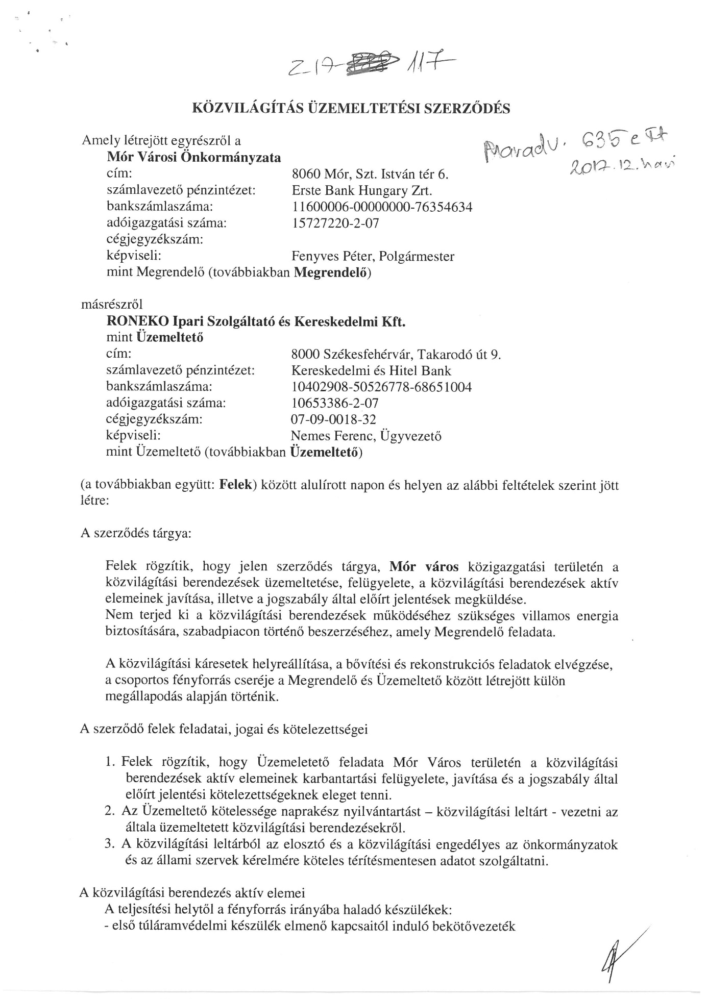 117
KÖZVILÁGÍTÁS ÜZEMELTETÉSI SZERZŐDÉS
Amely létrejött egyrészről a
Maradv. 635 e Ft
Mór Városi Önkormányzata
2017.12.havi
cím: 8060 Mór, Szt. István tér 6.
számlavezető pénzintézet: Erste Bank Hungary Zrt.
bankszámlaszáma: 11600006-00000000-76354634
adóigazgatási száma: 15727220-2-07
cégjegyzékszám:
képviseli: Fenyves Péter, Polgármester
mint Megrendelő (továbbiakban Megrendelő)
másrészről
RONEKO Ipari Szolgáltató és Kereskedelmi Kft.
mint Üzemeltető
cím: 8000 Székesfehérvár, Takarodó út 9.
számlavezető pénzintézet: Kereskedelmi és Hitel Bank
bankszámlaszáma: 10402908-50526778-68651004
adóigazgatási száma: 10653386-2-07
cégjegyzékszám: 07-09-0018-32
képviseli: Nemes Ferenc, Ügyvezető
mint Üzemeltető (továbbiakban Üzemeltető)
(a továbbiakban együtt: Felek) között alulírott napon és helyen az alábbi feltételek szerint jött
létre:
A szerződés tárgya:
Felek rögzítik, hogy jelen szerződés tárgya, Mór város közigazgatási területén a
közvilágítási berendezések üzemeltetése, felügyelete, a közvilágítási berendezések aktív
elemeinek javítása, illetve a jogszabály által előírt jelentések megküldése.
Nem terjed ki a közvilágítási berendezések működéséhez szükséges villamos energia
biztosítására, szabadpiacon történő beszerzéséhez, amely Megrendelő feladata.
A közvilágítási káresetek helyreállítása, a bővítési és rekonstrukciós feladatok elvégzése,
a csoportos fényforrás cseréje a Megrendelő és Üzemeltető között létrejött külön
megállapodás alapján történik.
A szerződő felek feladatai, jogai és kötelezettségei
1. Felek rögzítik, hogy Üzemeletető feladata Mór Város területén a közvilágítási
berendezések aktív elemeinek karbantartási felügyelete, javítása és a jogszabály által
előírt jelentési kötelezettségeknek eleget tenni.
2. Az Üzemeltető kötelessége naprakész nyilvántartást – közvilágítási leltárt - vezetni az
általa üzemeltetett közvilágítási berendezésekről.
3. A közvilágítási leltárból az elosztó és a közvilágítási engedélyes az önkormányzatok
és az állami szervek kérelmére köteles térítésmentesen adatot szolgáltatni.
A közvilágítási berendezés aktív elemei
A teljesítési helytől a fényforrás irányába haladó készülékek:
- első túláramvédelmi készülék elmenő kapcsaitól induló bekötővezeték